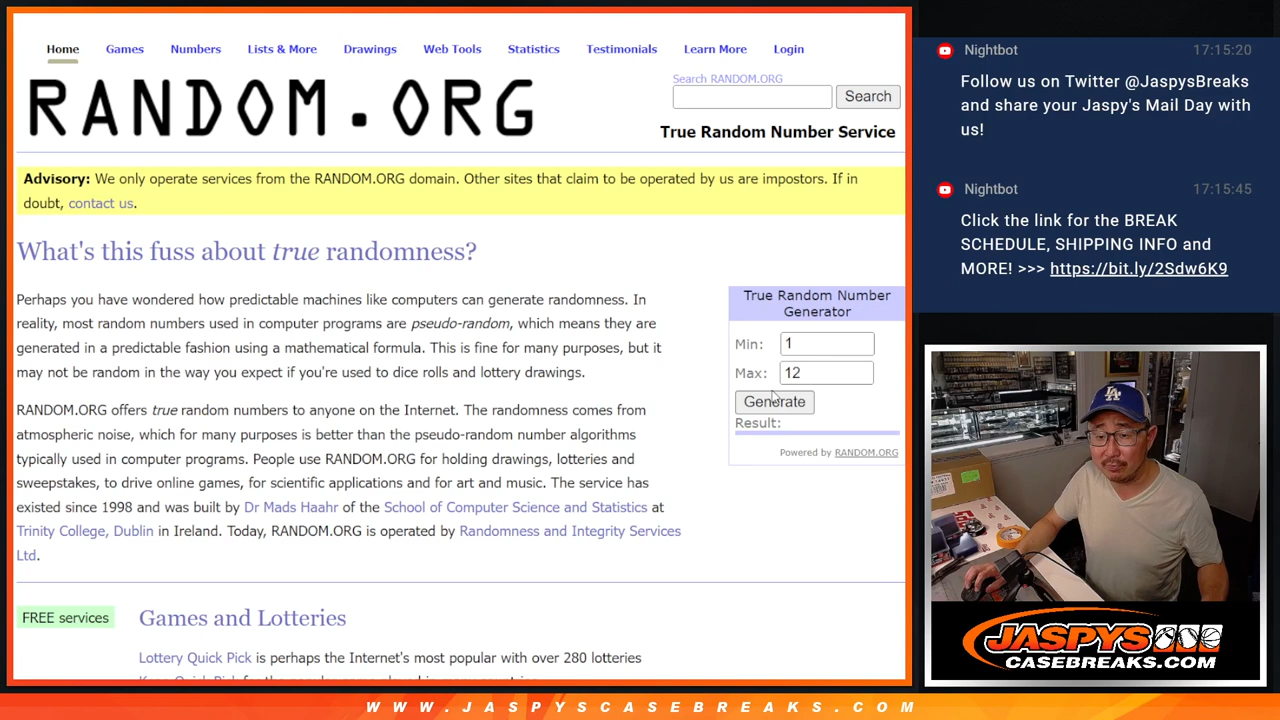 Home Games Numbers Lists & More Drawings Web Tools Statistics Testimonials Learn More Login
RANDOM.ORG
Search RANDOM.ORG
Search
True Random Number Service
Advisory: We only operate services from the RANDOM.ORG domain. Other sites that claim to be operated by us are impostors. If in
doubt, contact us.
What's this fuss about true randomness?
Perhaps you have wondered how predictable machines like computers can generate randomness. In
reality, most random numbers used in computer programs are pseudo-random, which means they are
generated in a predictable fashion using a mathematical formula. This is fine for many purposes, but it
may not be random in the way you expect if you're used to dice rolls and lottery drawings.
RANDOM.ORG offers true random numbers to anyone on the Internet. The randomness comes from
atmospheric noise, which for many purposes is better than the pseudo-random number algorithms
typically used in computer programs. People use RANDOM.ORG for holding drawings, lotteries and
sweepstakes, to drive online games, for scientific applications and for art and music. The service has
existed since 1998 and was built by Dr Mads Haahr of the School of Computer Science and Statistics at
Trinity College, Dublin in Ireland. Today, RANDOM.ORG is operated by Randomness and Integrity Services
Ltd.
True Random Number
Generator
Min: 1
Max: 12
Generate
Result:
Powered by RANDOM.ORG
FREE services
Games and Lotteries
Lottery Quick Pick is perhaps the Internet's most popular with over 280 lotteries
Nightbot 17:15:20
Follow us on Twitter @JaspysBreaks
and share your Jaspy's Mail Day with
us!
Nightbot 17:15:45
Click the link for the BREAK
SCHEDULE, SHIPPING INFO and
MORE! >>> https://bit.ly/2Sdw6K9
LA
JASPYS
CASEBREAKS.COM
WWW.JASPYSCASEBREAKS.COM